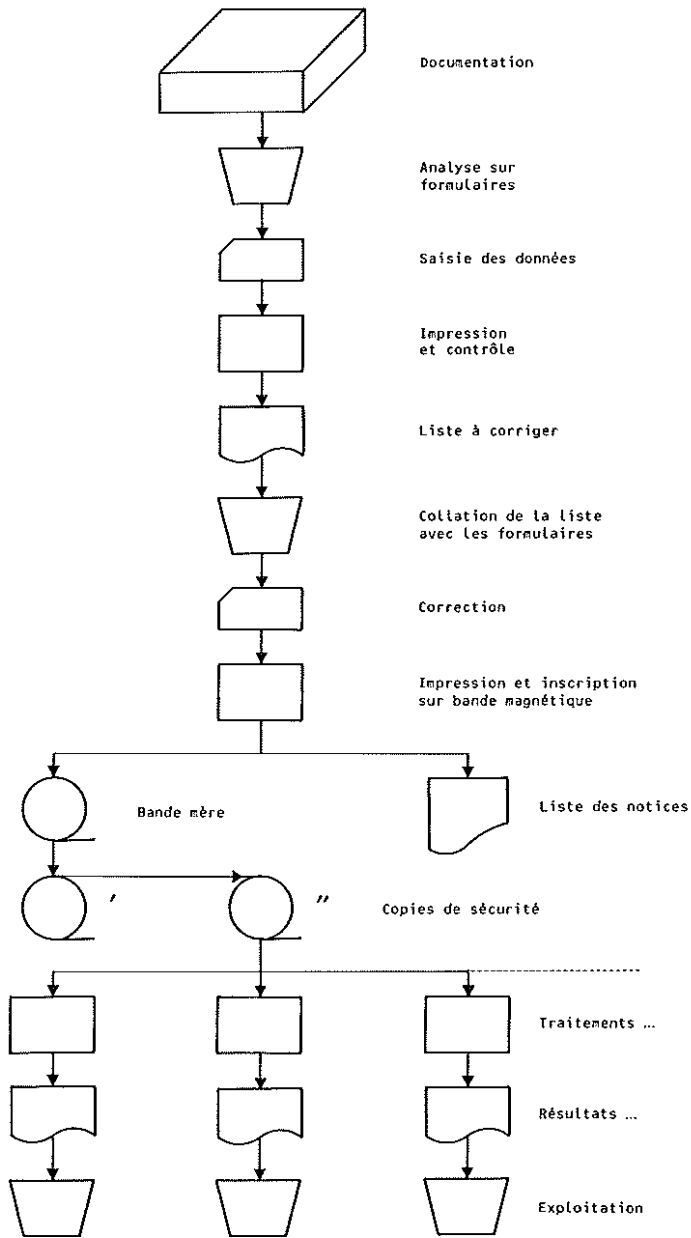 Documentation
Analyse sur
formulaires
Saisie des données
Impression
et contrôle
Liste à corriger
Collation de la liste
avec les formulaires
Correction
Impression et inscription
sur bande magnétique
Bande mère
Liste des notices
' "
Copies de sécurité
Traitements ...
Résultats ...
Exploitation